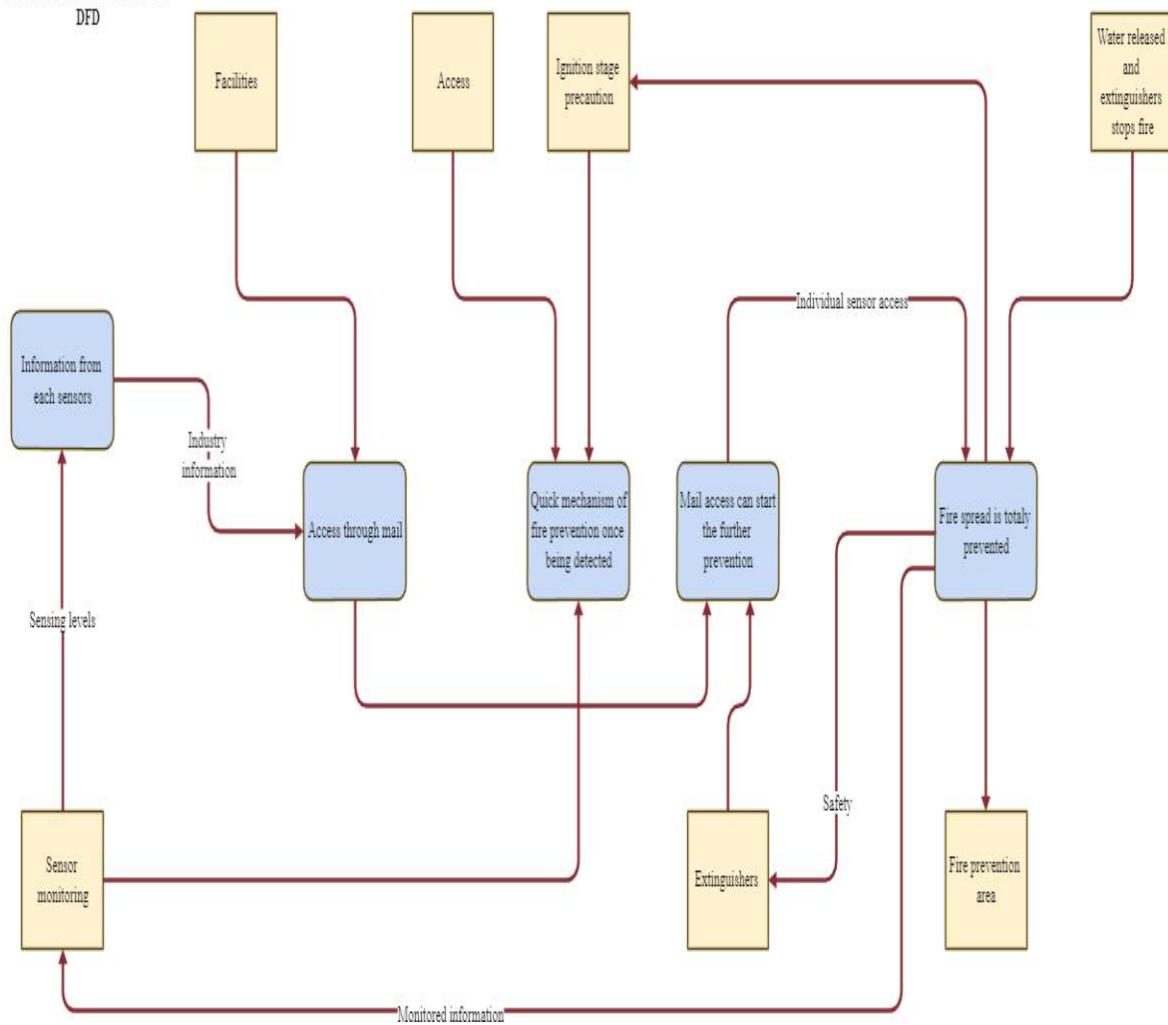 DFD
Facilities
Access
Ignition stage
precaution
Water released
and
extinguishers
stops fire
Individual sensor access
Information from
each sensors
Industry
information
Access through mail
Quick mechanism of
fire prevention once
being detected
Mail access can start
the further
prevention
Fire spread is totaly
prevented
Sensing levels
Safety
Sensor
monitoring
Extinguishers
Fire prevention
area
Monitored information